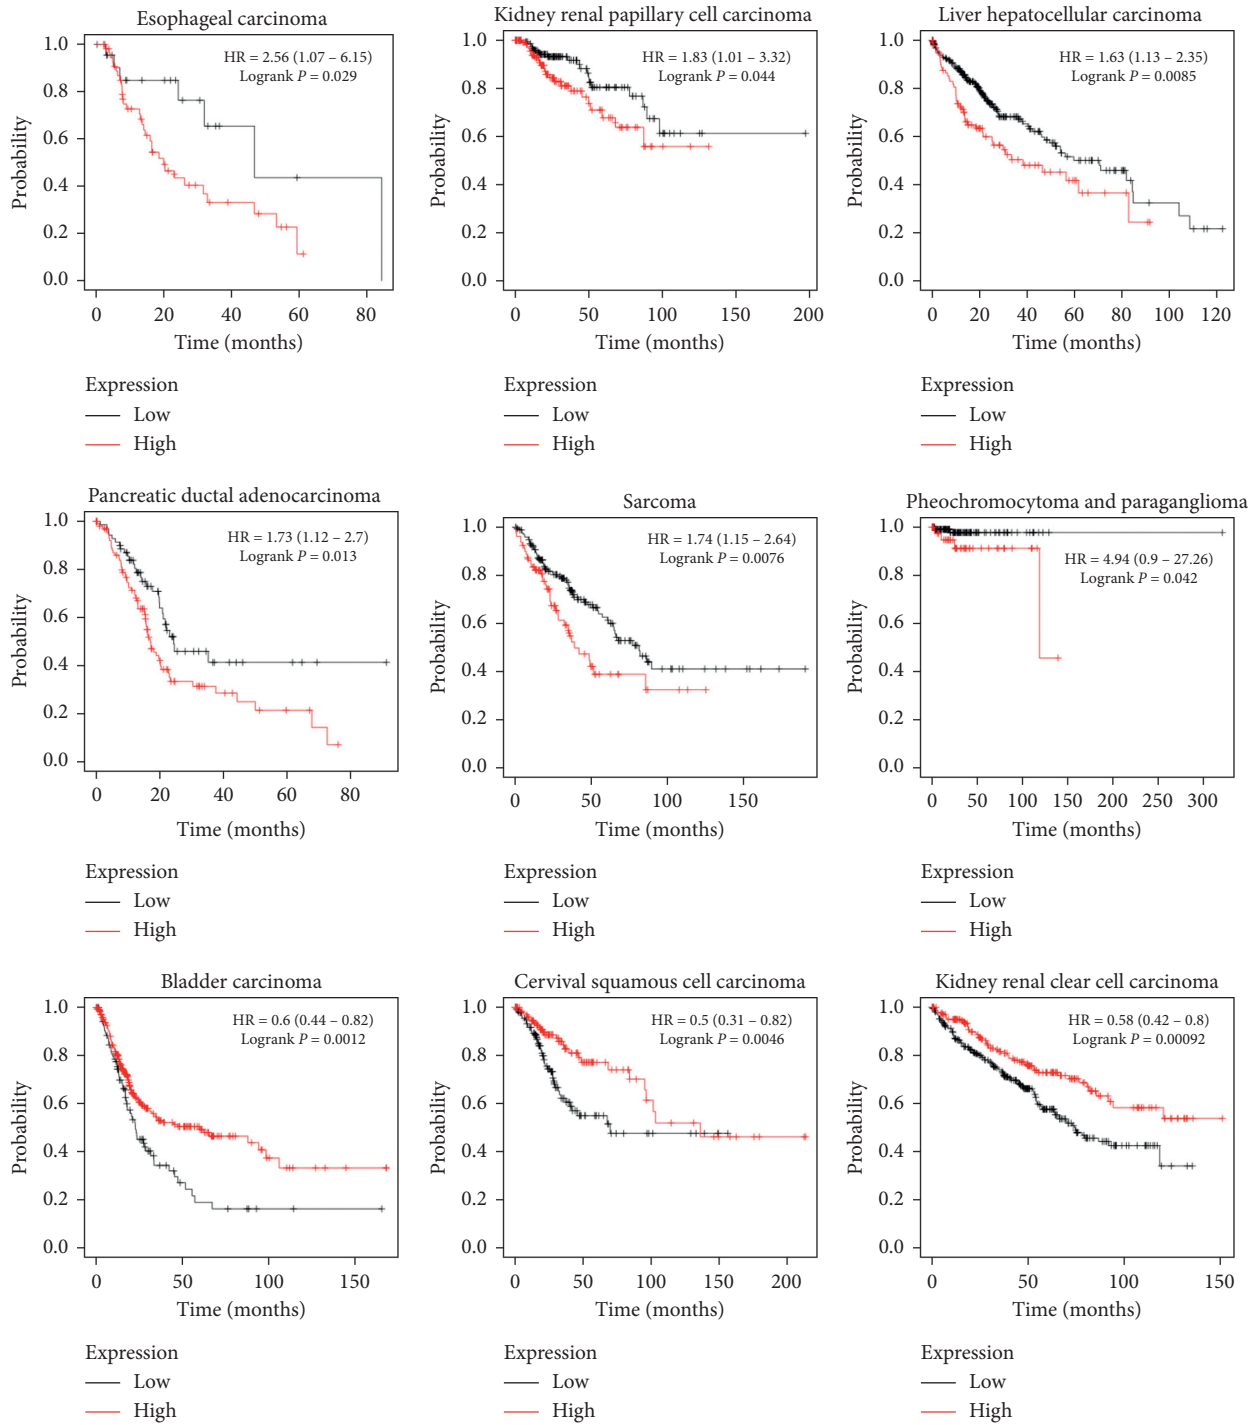 Esophageal carcinoma
HR = 2.56 (1.07 – 6.15)
Logrank P = 0.029
Probability
1.0
0.8
0.6
0.4
0.2
0.0
0 20 40 60 80
Time (months)
Expression
Low
High
Kidney renal papillary cell carcinoma
HR = 1.83 (1.01 – 3.32)
Logrank P = 0.044
Probability
1.0
0.8
0.6
0.4
0.2
0.0
0 50 100 150 200
Time (months)
Expression
Low
High
Liver hepatocellular carcinoma
HR = 1.63 (1.13 – 2.35)
Logrank P = 0.0085
Probability
1.0
0.8
0.6
0.4
0.2
0.0
0 20 40 60 80 100 120
Time (months)
Expression
Low
High
Pancreatic ductal adenocarcinoma
HR = 1.73 (1.12 – 2.7)
Logrank P = 0.013
Probability
1.0
0.8
0.6
0.4
0.2
0.0
0 20 40 60 80
Time (months)
Expression
Low
High
Sarcoma
HR = 1.74 (1.15 – 2.64)
Logrank P = 0.0076
Probability
1.0
0.8
0.6
0.4
0.2
0.0
0 50 100 150
Time (months)
Expression
Low
High
Pheochromocytoma and paraganglioma
HR = 4.94 (0.9 – 27.26)
Logrank P = 0.042
Probability
1.0
0.8
0.6
0.4
0.2
0.0
0 50 100 150 200 250 300
Time (months)
Expression
Low
High
Bladder carcinoma
HR = 0.6 (0.44 – 0.82)
Logrank P = 0.0012
Probability
1.0
0.8
0.6
0.4
0.2
0.0
0 50 100 150
Time (months)
Expression
Low
High
Cervival squamous cell carcinoma
HR = 0.5 (0.31 – 0.82)
Logrank P = 0.0046
Probability
1.0
0.8
0.6
0.4
0.2
0.0
0 50 100 150 200
Time (months)
Expression
Low
High
Kidney renal clear cell carcinoma
HR = 0.58 (0.42 – 0.8)
Logrank P = 0.00092
Probability
1.0
0.8
0.6
0.4
0.2
0.0
0 50 100 150
Time (months)
Expression
Low
High